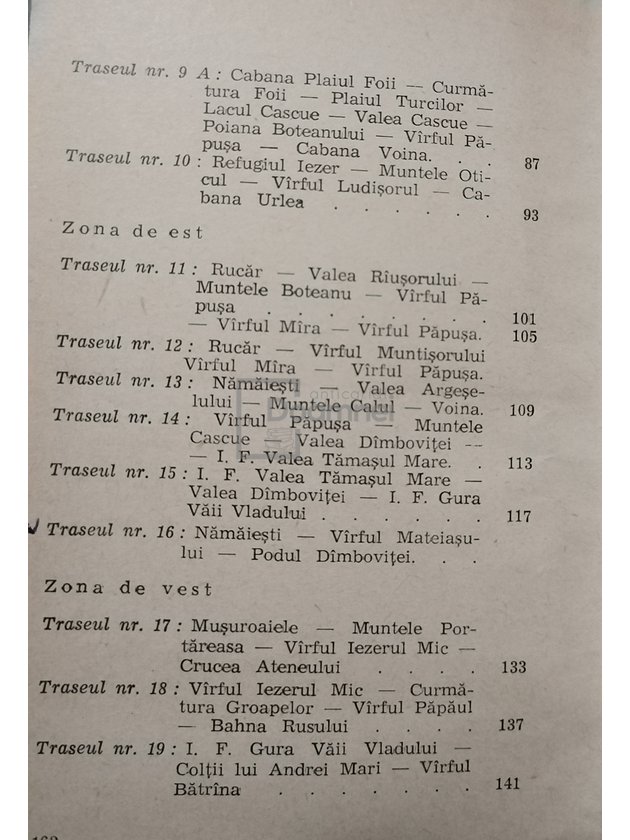 Traseul nr. 9 A : Cabana Plaiul Foii — Curmă-
tura Foii — Plaiul Turcilor —
Lacul Cascue — Valea Cascue —
Poiana Boteanului — Vîrful Pă-
pușa — Cabana Voina. . . 87
Traseul nr. 10 : Refugiul Iezer — Muntele Oti-
cul — Vîrful Ludișorul — Ca-
bana Urlea . . . . . . 93
Zona de est
Traseul nr. 11 : Rucăr — Valea Rîușorului —
Muntele Boteanu — Vîrful Pă-
pușa . . . . . . . . 101
— Vîrful Mîra — Vîrful Păpușa. 105
Traseul nr. 12 : Rucăr — Vîrful Muntișorului
Vîrful Mîra — Vîrful Păpușa.
Traseul nr. 13 : Nămăiești — Valea Argeșe-
lului — Muntele Calul — Voina. 109
Traseul nr. 14 : Vîrful Păpușa — Muntele
Cascue — Valea Dîmboviței —
— I. F. Valea Tămașul Mare. . 113
Traseul nr. 15 : I. F. Valea Tămașul Mare —
Valea Dîmboviței — I. F. Gura
Văii Vladului . . . . . . 117
Traseul nr. 16 : Nămăiești — Vîrful Mateiașu-
lui — Podul Dîmboviței. . .
Zona de vest
Traseul nr. 17 : Mușuroaiele — Muntele Por-
tăreasa — Vîrful Iezerul Mic —
Crucea Ateneului . . . . 133
Traseul nr. 18 : Vîrful Iezerul Mic — Curmă-
tura Groapelor — Vîrful Păpăul
— Bahna Rusului . . . . 137
Traseul nr. 19 : I. F. Gura Văii Vladului —
Colții lui Andrei Mari — Vîrful
Bătrîna . . . . . . . 141